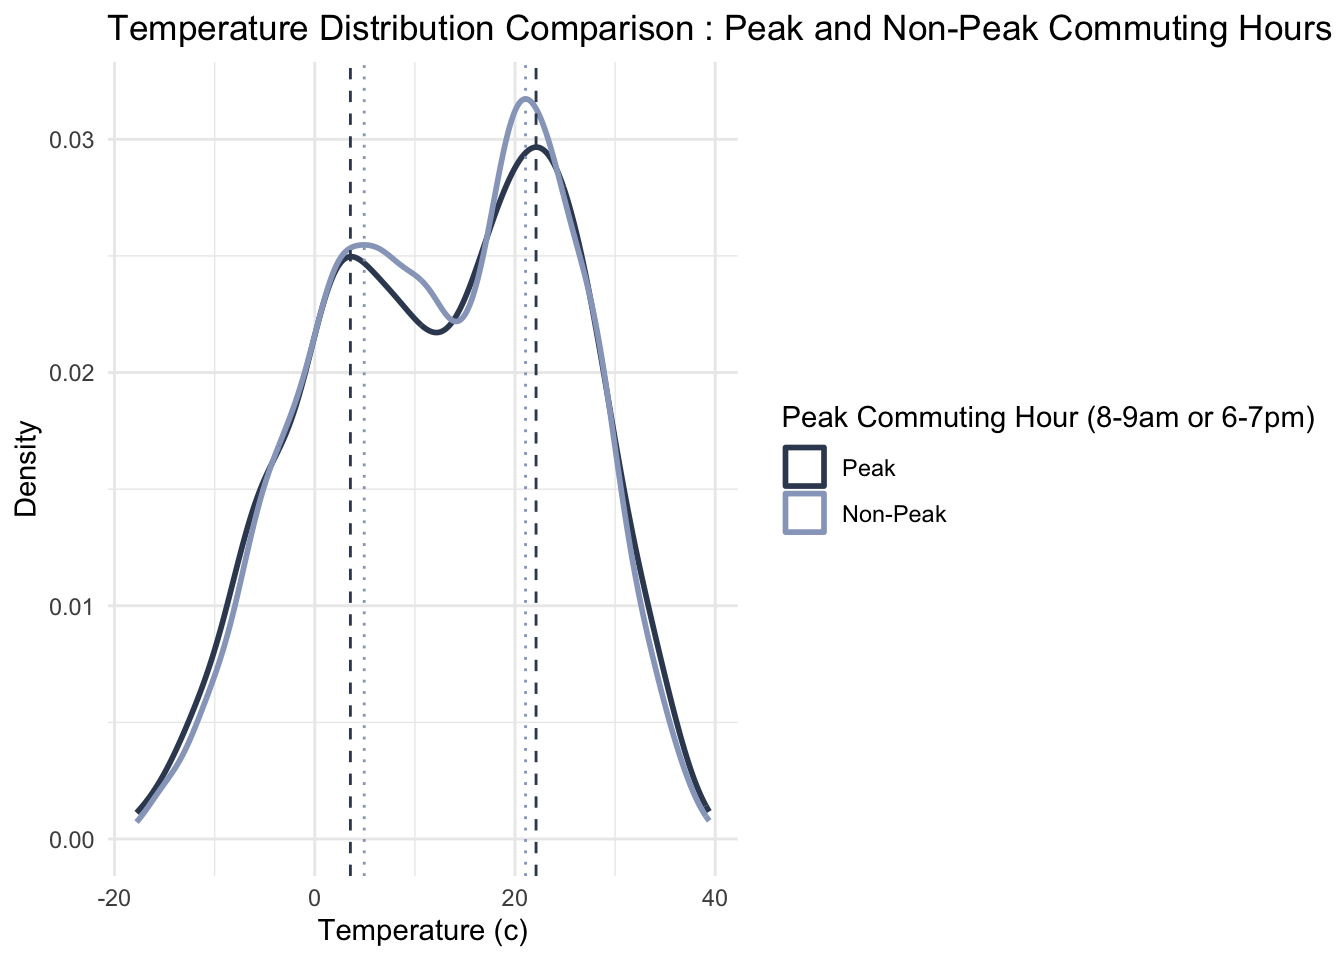 Temperature Distribution Comparison : Peak and Non-Peak Commuting Hours
0.03
0.02
0.01
0.00
Density
-20
0
20
40
Temperature (c)
Peak Commuting Hour (8-9am or 6-7pm)
Peak
Non-Peak